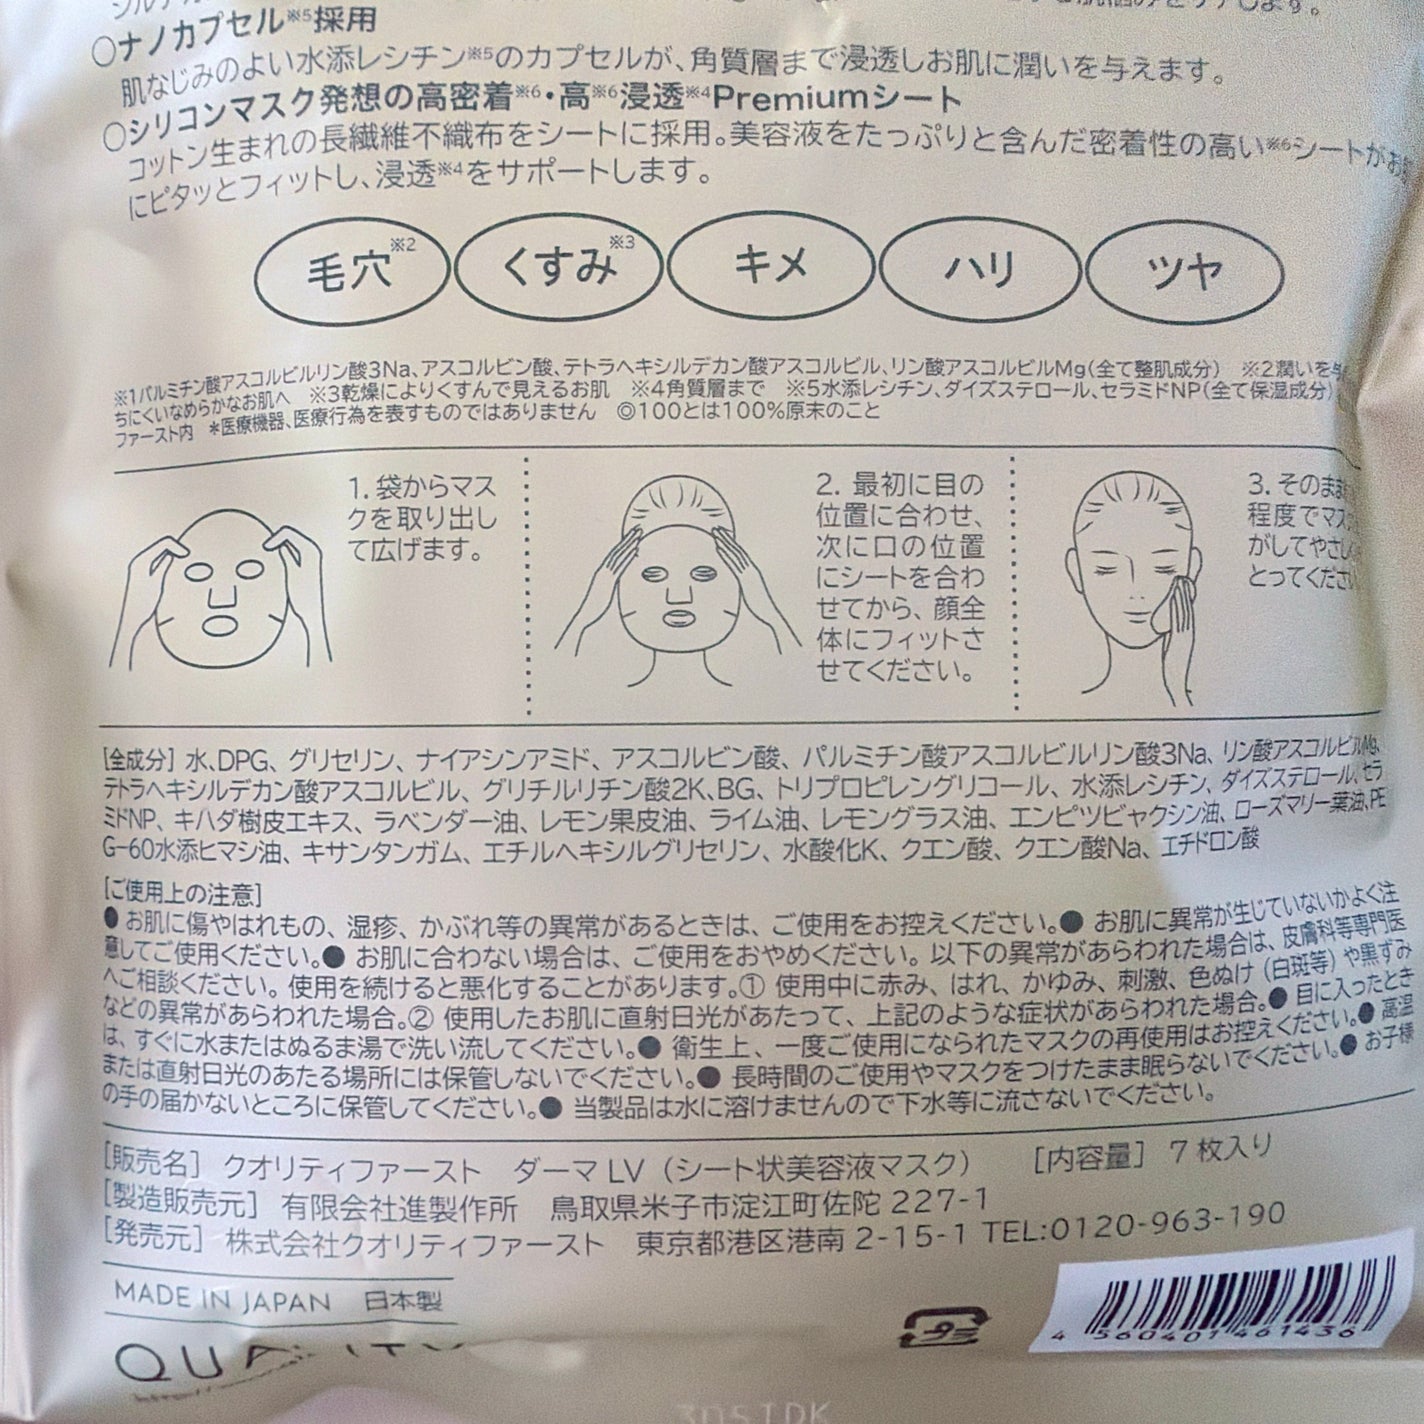 ○ナノカプセル※5採用
肌なじみのよい水添レシチン※5のカプセルが、角質層まで浸透しお肌に潤いを与えます。
○シリコンマスク発想の高密着※6・高※6浸透※4Premiumシート
コットン生まれの長繊維不織布をシートに採用。美容液をたっぷりと含んだ密着性の高い※6シートがお
にピタッとフィットし、浸透※4をサポートします。
毛穴※2 くすみ※3 キメ ハリ ツヤ
※1パルミチン酸アスコルビルリン酸3Na、アスコルビン酸、テトラヘキシルデカン酸アスコルビル、リン酸アスコルビルMg(全て整肌成分) ※2潤いを与
ちにくいなめらかなお肌へ ※3乾燥によりくすんで見えるお肌 ※4角質層まで ※5水添レシチン、ダイズステロール、セラミドNP(全て保湿成分)
ファースト内 *医療機器、医療行為を表すものではありません ◎100とは100%原末のこと
1. 袋からマス
クを取り出し
て広げます。
2. 最初に目の
位置に合わせ、
次に口の位置
にシートを合わ
せてから、顔全
体にフィットさ
せてください。
3. そのまま
程度でマス
がしてやさし
とってくださ
[全成分] 水、DPG、グリセリン、ナイアシンアミド、アスコルビン酸、パルミチン酸アスコルビルリン酸3Na、リン酸アスコルビルMg、
テトラヘキシルデカン酸アスコルビル、グリチルリチン酸2K、BG、トリプロピレングリコール、水添レシチン、ダイズステロール、セラ
ミドNP、キハダ樹皮エキス、ラベンダー油、レモン果皮油、ライム油、レモングラス油、エンピツビャクシン油、ローズマリー葉油、PE
G-60水添ヒマシ油、キサンタンガム、エチルヘキシルグリセリン、水酸化K、クエン酸、クエン酸Na、エチドロン酸
[ご使用上の注意]
● お肌に傷やはれもの、湿疹、かぶれ等の異常があるときは、ご使用をお控えください。● お肌に異常が生じていないかよく注
意してご使用ください。● お肌に合わない場合は、ご使用をおやめください。以下の異常があらわれた場合は、皮膚科等専門医
へご相談ください。使用を続けると悪化することがあります。① 使用中に赤み、はれ、かゆみ、刺激、色ぬけ（白斑等）や黒ずみ
などの異常があらわれた場合。② 使用したお肌に直射日光があたって、上記のような症状があらわれた場合。● 目に入ったとき
は、すぐに水またはぬるま湯で洗い流してください。● 衛生上、一度ご使用になられたマスクの再使用はお控えください。● 高温
または直射日光のあたる場所には保管しないでください。● 長時間のご使用やマスクをつけたまま眠らないでください。● お子様
の手の届かないところに保管してください。● 当製品は水に溶けませんので下水等に流さないでください。
[販売名] クオリティファースト ダーマ LV（シート状美容液マスク） [内容量] 7 枚入り
[製造販売元] 有限会社進製作所 鳥取県米子市淀江町佐陀 227-1
[発売元] 株式会社クオリティファースト 東京都港区港南 2-15-1 TEL:0120-963-190
MADE IN JAPAN 日本製
4 560401 461436